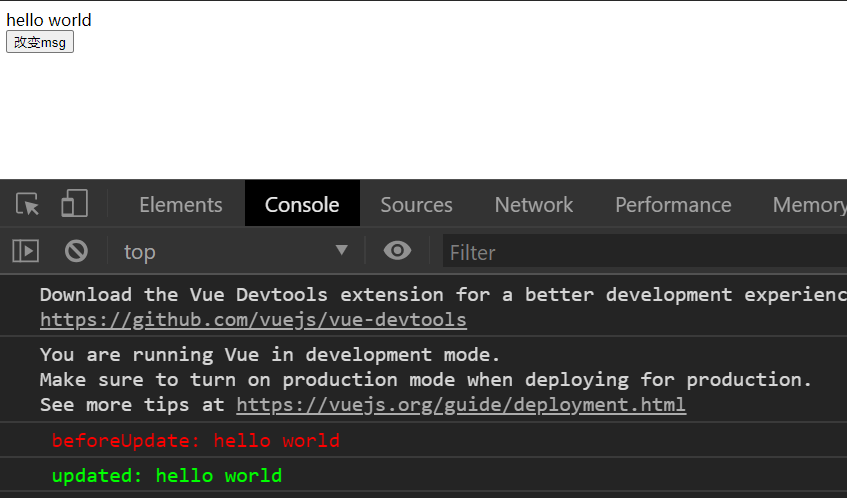 hello world
改变msg
Elements Console Sources Network Performance Memory
top Filter
Download the Vue Devtools extension for a better development experienc
https://github.com/vuejs/vue-devtools
You are running Vue in development mode.
Make sure to turn on production mode when deploying for production.
See more tips at https://vuejs.org/guide/deployment.html
beforeUpdate: hello world
updated: hello world